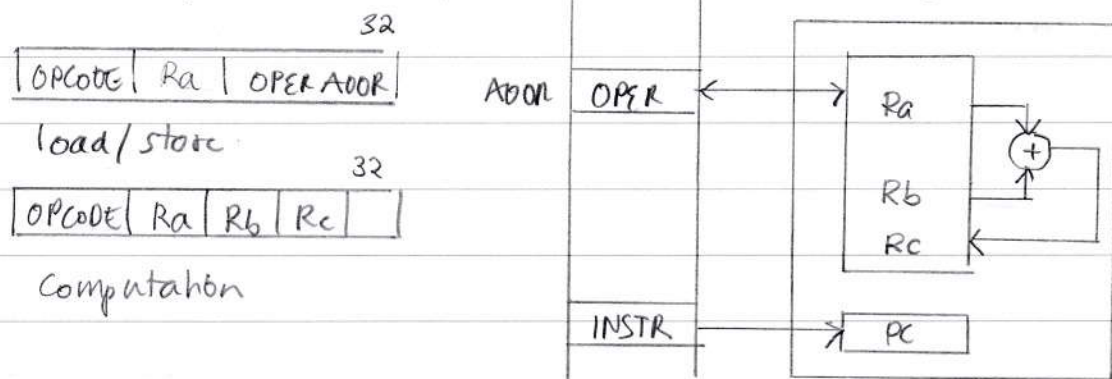 32
OPCODE Ra OPER ADDR
load/store
32
OPCODE Ra Rb Rc
Computation
ADDR OPER
INSTR
Ra
+
Rb
Rc
PC